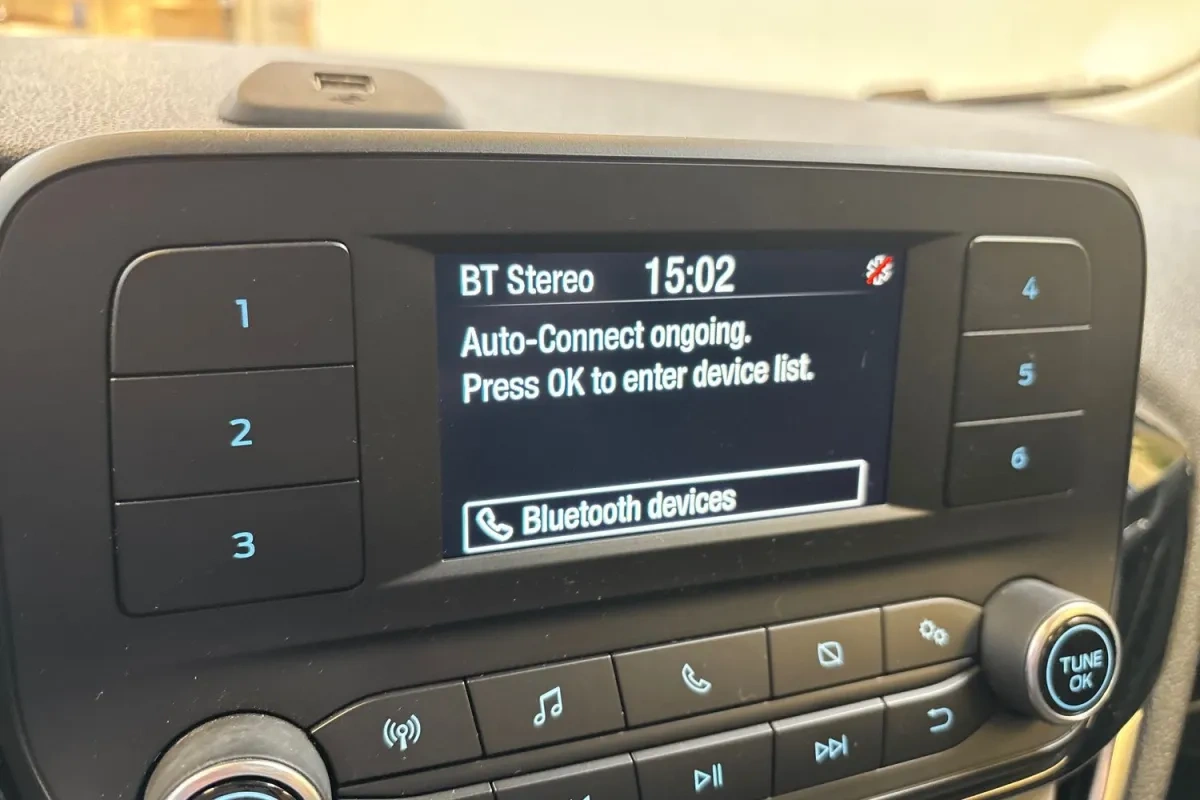 BT Stereo 15:02
Auto-Connect ongoing.
Press OK to enter device list.
Bluetooth devices
1
2
3
4
5
6
TUNE
OK